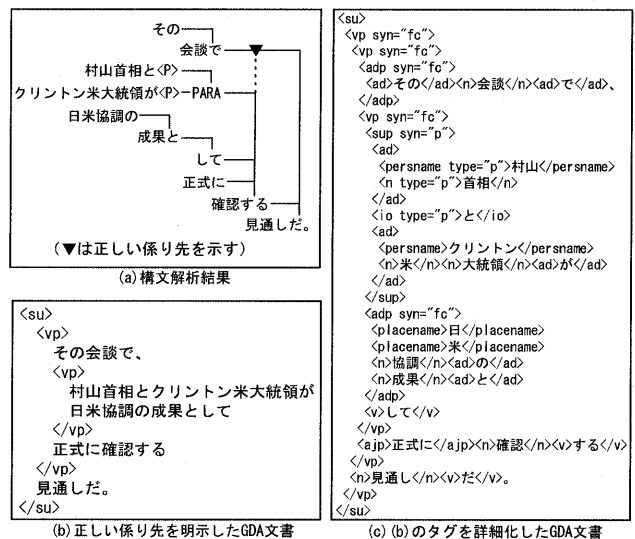 その
会談で
▼
村山首相と<P>
クリントン米大統領が<P>-PARA
日米協調の
成果と
して
正式に
確認する
見通しだ。
(▼は正しい係り先を示す)
(a)構文解析結果
<su>
<vp>
その会談で、
<vp>
村山首相とクリントン米大統領が
日米協調の成果として
</vp>
正式に確認する
</vp>
見通しだ。
</su>
(b)正しい係り先を明示したGDA文書
<su>
<vp syn="fc">
<vp syn="fc">
<adp syn="fc">
<ad>その</ad><n>会談</n><ad>で</ad>、
</adp>
<vp syn="fc">
<sup syn="p">
<ad>
<persname type="p">村山</persname>
<n type="p">首相</n>
</ad>
<io type="p">と</io>
<ad>
<persname>クリントン</persname>
<n>米</n><n>大統領</n><ad>が</ad>
</ad>
</sup>
<adp syn="fc">
<placename>日</placename>
<placename>米</placename>
<n>協調</n><ad>の</ad>
<n>成果</n><ad>と</ad>
</adp>
<v>して</v>
</vp>
<ajp>正式に</ajp><n>確認</n><v>する</v>
</vp>
<n>見通し</n><v>だ</v>。
</vp>
</su>
(c)(b)のタグを詳細化したGDA文書